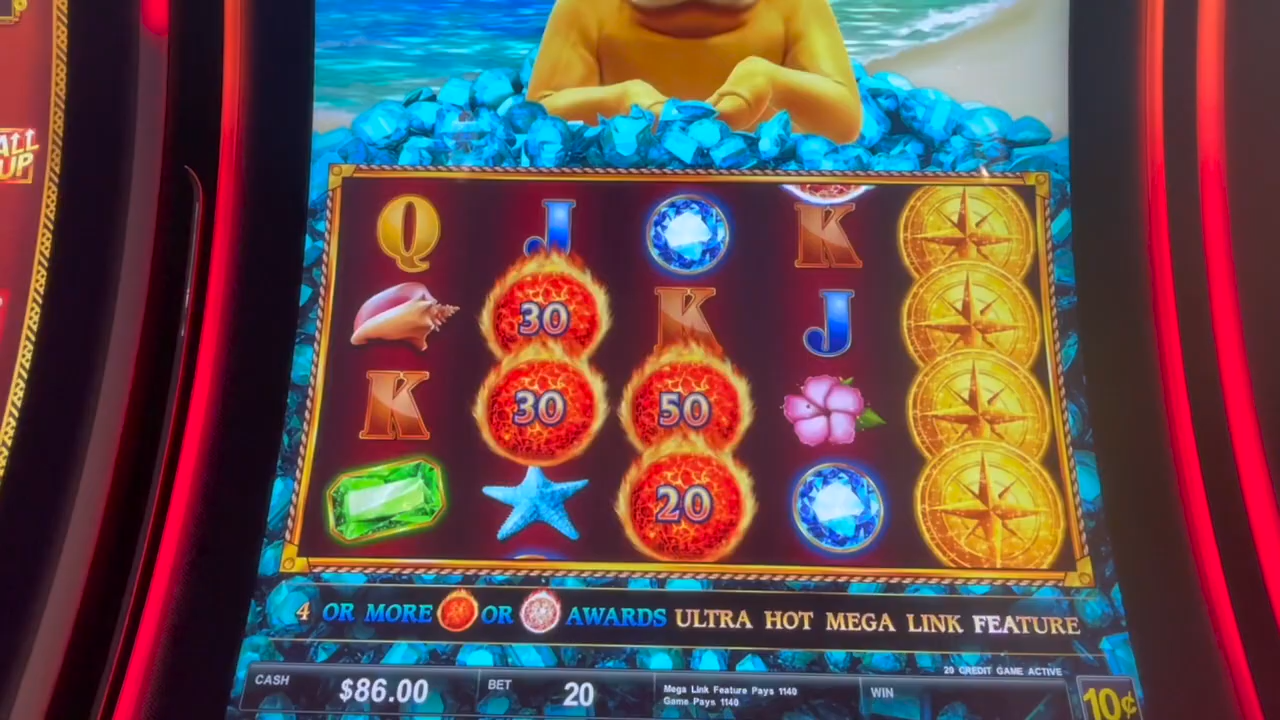 ALL
UP
Q J K
30 K J
K 30 50
20
4 OR MORE OR AWARDS ULTRA HOT MEGA LINK FEATURE
20 CREDIT GAME ACTIVE
CASH $86.00 BET 20 Mega Link Feature Pays 1140 WIN 10¢
Game Pays 1140